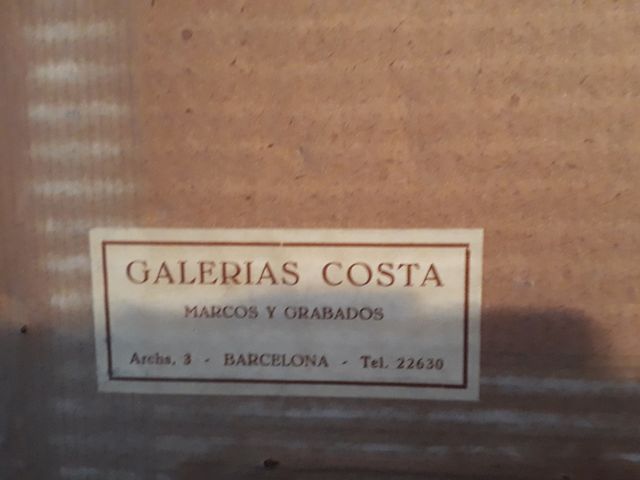 GALERIAS COSTA
MARCOS Y GRABADOS
Archs. 3 - BARCELONA - Tel. 22630